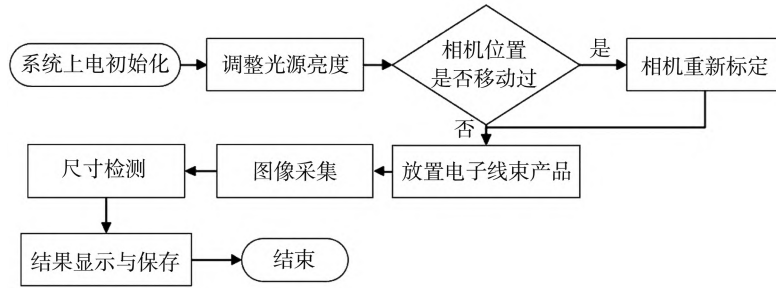 系统上电初始化
调整光源亮度
相机位置
是否移动过
是
相机重新标定
否
放置电子线束产品
图像采集
尺寸检测
结果显示与保存
结束